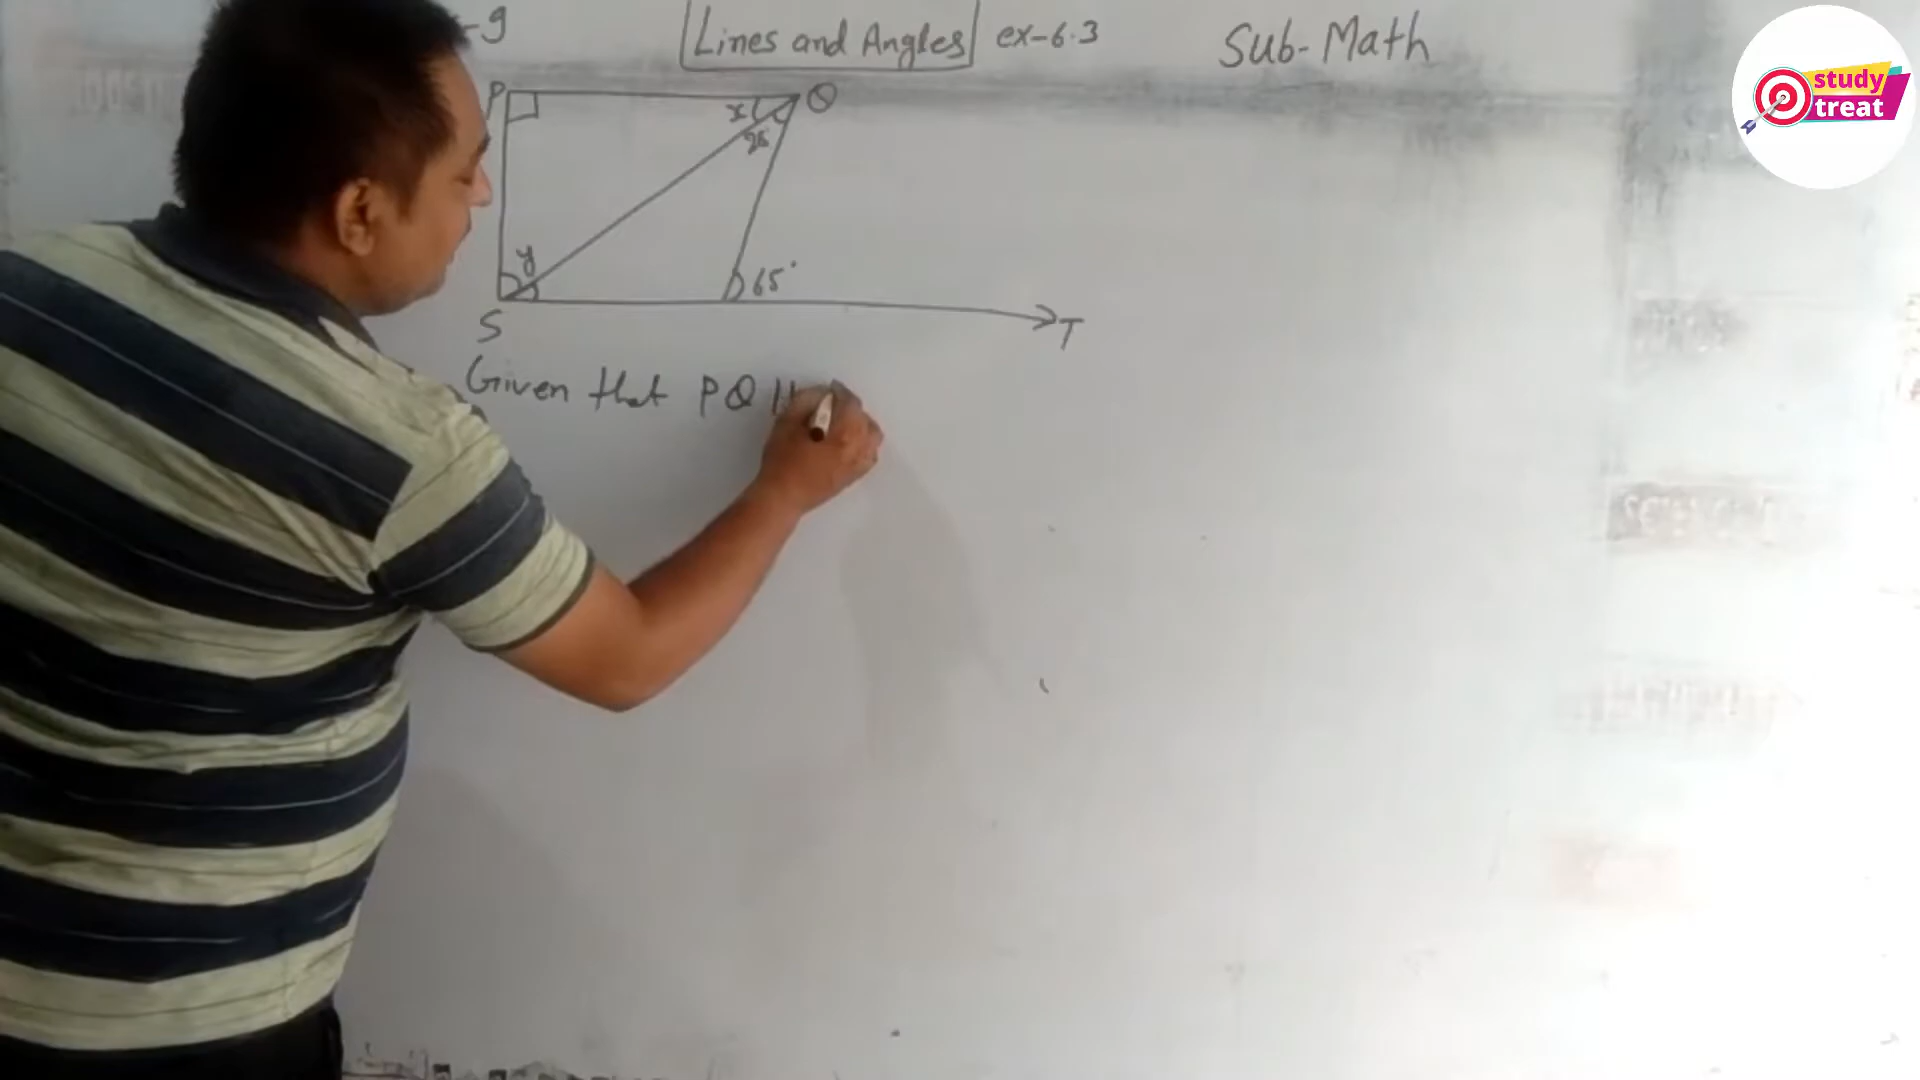 -9 Lines and Angles ex-6.3 Sub-Math
study
treat
P Q
x
28°
y
65°
S T
Given that PQ ||